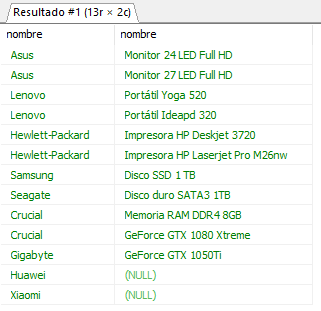 Resultado #1 (13r × 2c)
nombre nombre
Asus Monitor 24 LED Full HD
Asus Monitor 27 LED Full HD
Lenovo Portátil Yoga 520
Lenovo Portátil Ideapd 320
Hewlett-Packard Impresora HP Deskjet 3720
Hewlett-Packard Impresora HP Laserjet Pro M26nw
Samsung Disco SSD 1 TB
Seagate Disco duro SATA3 1TB
Crucial Memoria RAM DDR4 8GB
Crucial GeForce GTX 1080 Xtreme
Gigabyte GeForce GTX 1050Ti
Huawei (NULL)
Xiaomi (NULL)